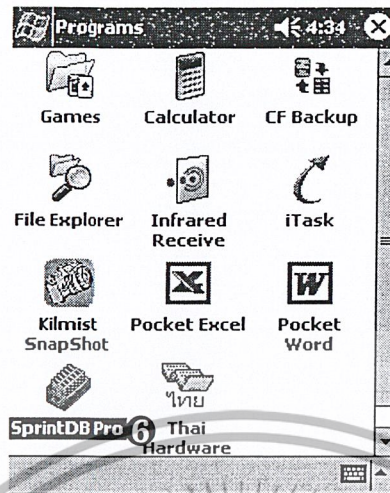 Programs 4:34
Games Calculator CF Backup
File Explorer Infrared Receive iTask
Kilmist SnapShot Pocket Excel Pocket Word
ไทย
SprintDB Pro 6 Thai Hardware